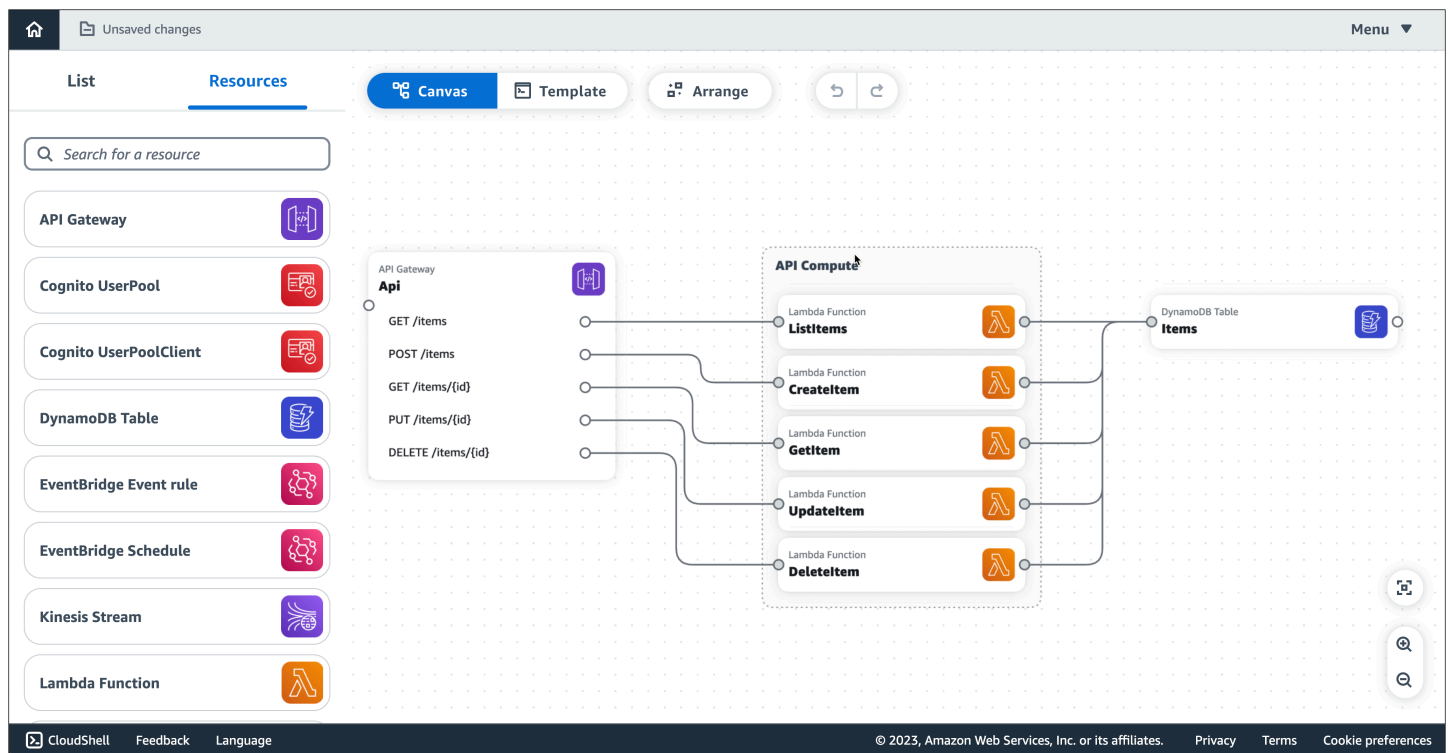 Unsaved changes
Menu ▼
List
Resources
Canvas
Template
Arrange
Search for a resource
API Gateway
Cognito UserPool
Cognito UserPoolClient
DynamoDB Table
EventBridge Event rule
EventBridge Schedule
Kinesis Stream
Lambda Function
API Gateway
Api
GET /items
POST /items
GET /items/{id}
PUT /items/{id}
DELETE /items/{id}
API Compute
Lambda Function
ListItems
Lambda Function
CreateItem
Lambda Function
GetItem
Lambda Function
UpdateItem
Lambda Function
DeleteItem
DynamoDB Table
Items
CloudShell
Feedback
Language
© 2023, Amazon Web Services, Inc. or its affiliates.
Privacy
Terms
Cookie preferences